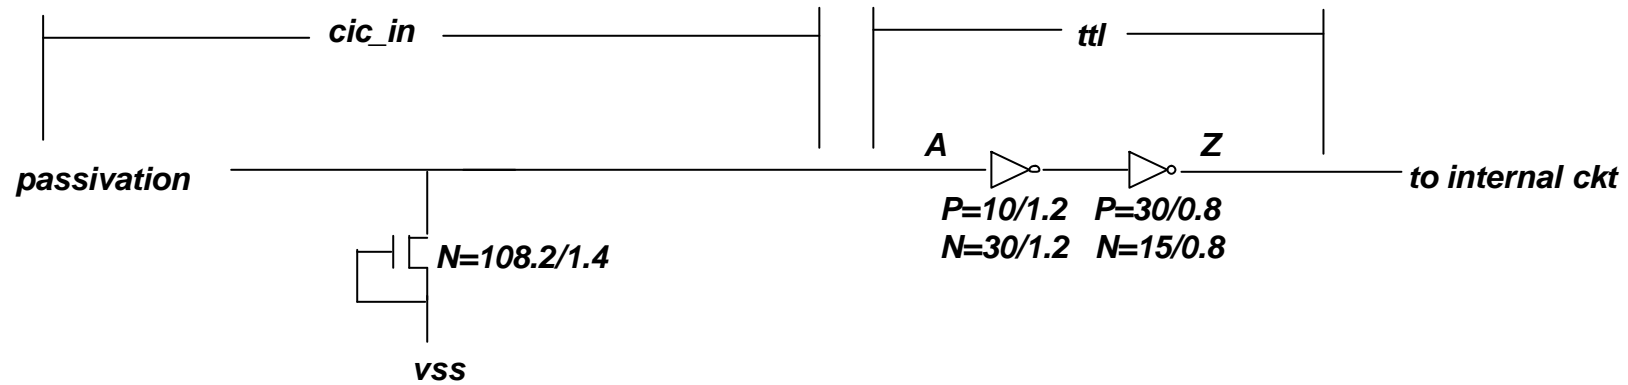 cic_in
ttl
A
Z
passivation
to internal ckt
P=10/1.2 P=30/0.8
N=30/1.2 N=15/0.8
N=108.2/1.4
vss